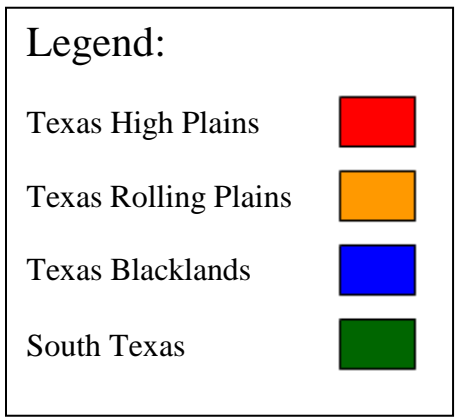 Legend:
Texas High Plains
Texas Rolling Plains
Texas Blacklands
South Texas